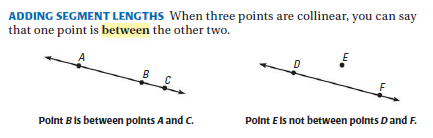 ADDING SEGMENT LENGTHS When three points are collinear, you can say
that one point is between the other two.
A
B
C
D
E
F
Point B is between points A and C.
Point E is not between points D and F.